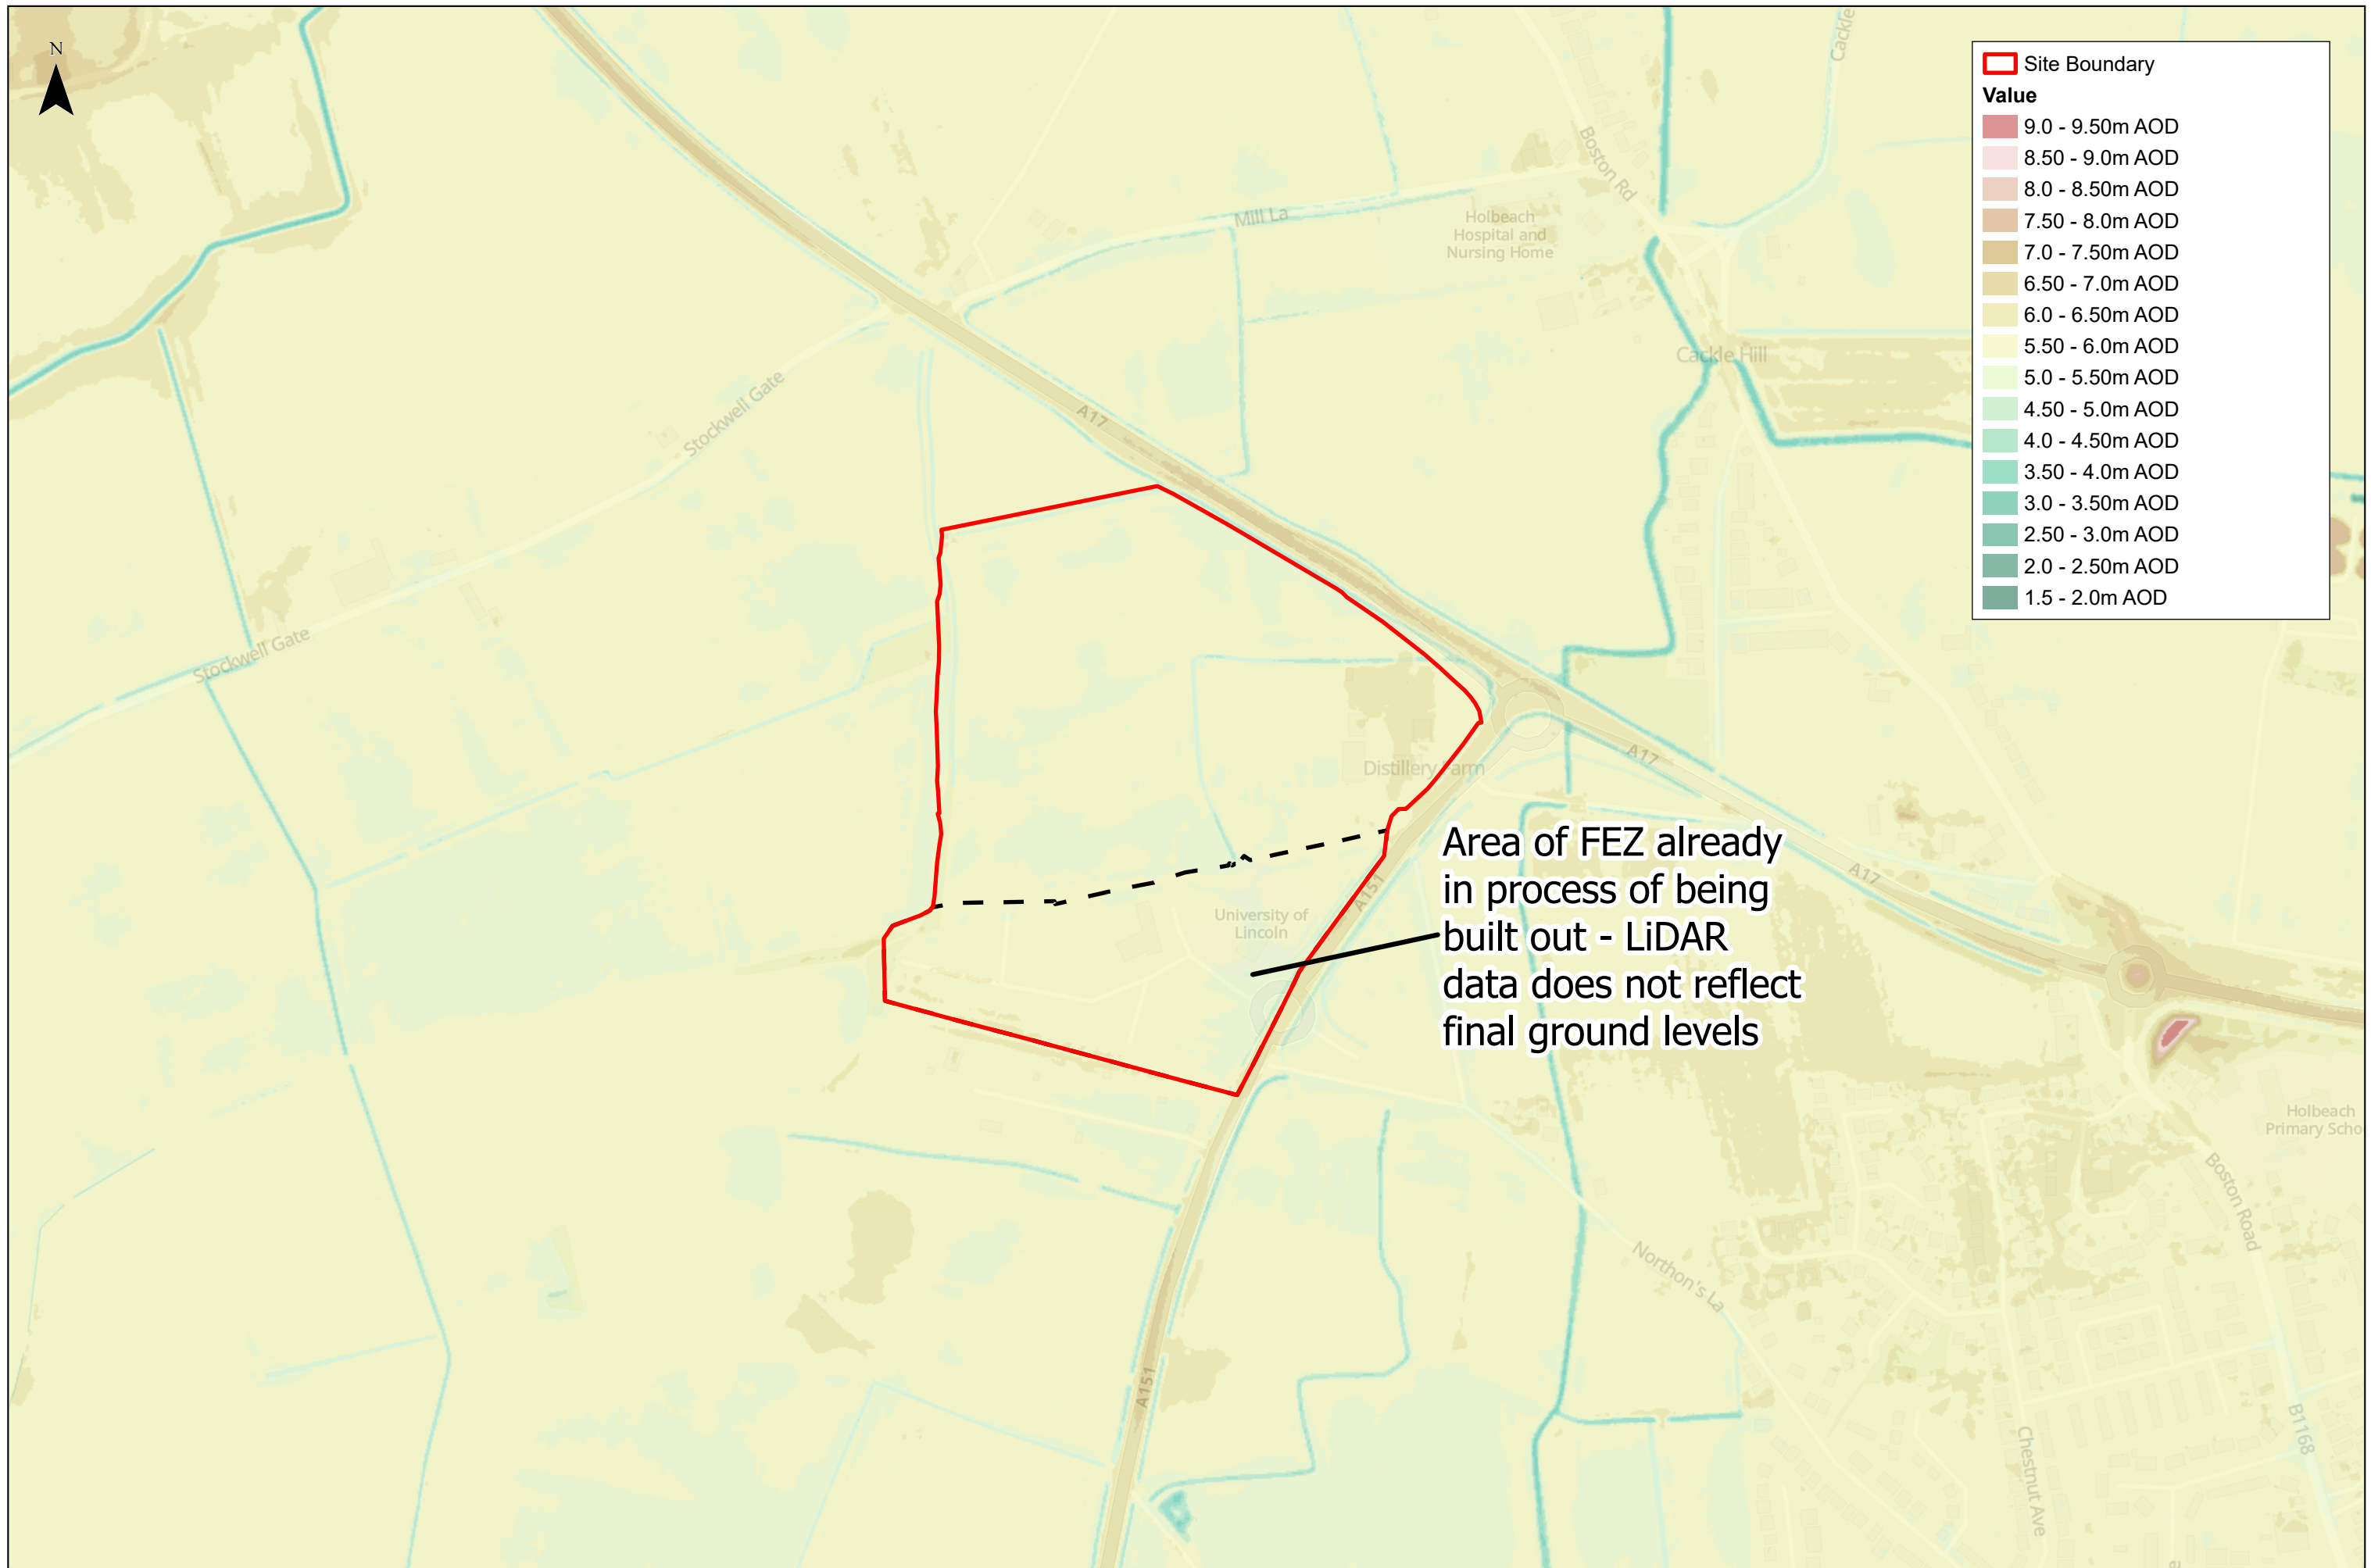 N
Site Boundary
Value
9.0 - 9.50m AOD
8.50 - 9.0m AOD
8.0 - 8.50m AOD
7.50 - 8.0m AOD
7.0 - 7.50m AOD
6.50 - 7.0m AOD
6.0 - 6.50m AOD
5.50 - 6.0m AOD
5.0 - 5.50m AOD
4.50 - 5.0m AOD
4.0 - 4.50m AOD
3.50 - 4.0m AOD
3.0 - 3.50m AOD
2.50 - 3.0m AOD
2.0 - 2.50m AOD
1.5 - 2.0m AOD
Cackle
Boston Rd
Mill La
Holbeach
Hospital and
Nursing Home
Cackle Hill
Stockwell Gate
A17
Stockwell Gate
A17
Distillery Farm
Area of FEZ already
in process of being
built out - LiDAR
data does not reflect
final ground levels
A17
A151
University of
Lincoln
Holbeach
Primary Scho
Boston Road
Northon's La
A151
B1168
Chestnut Ave